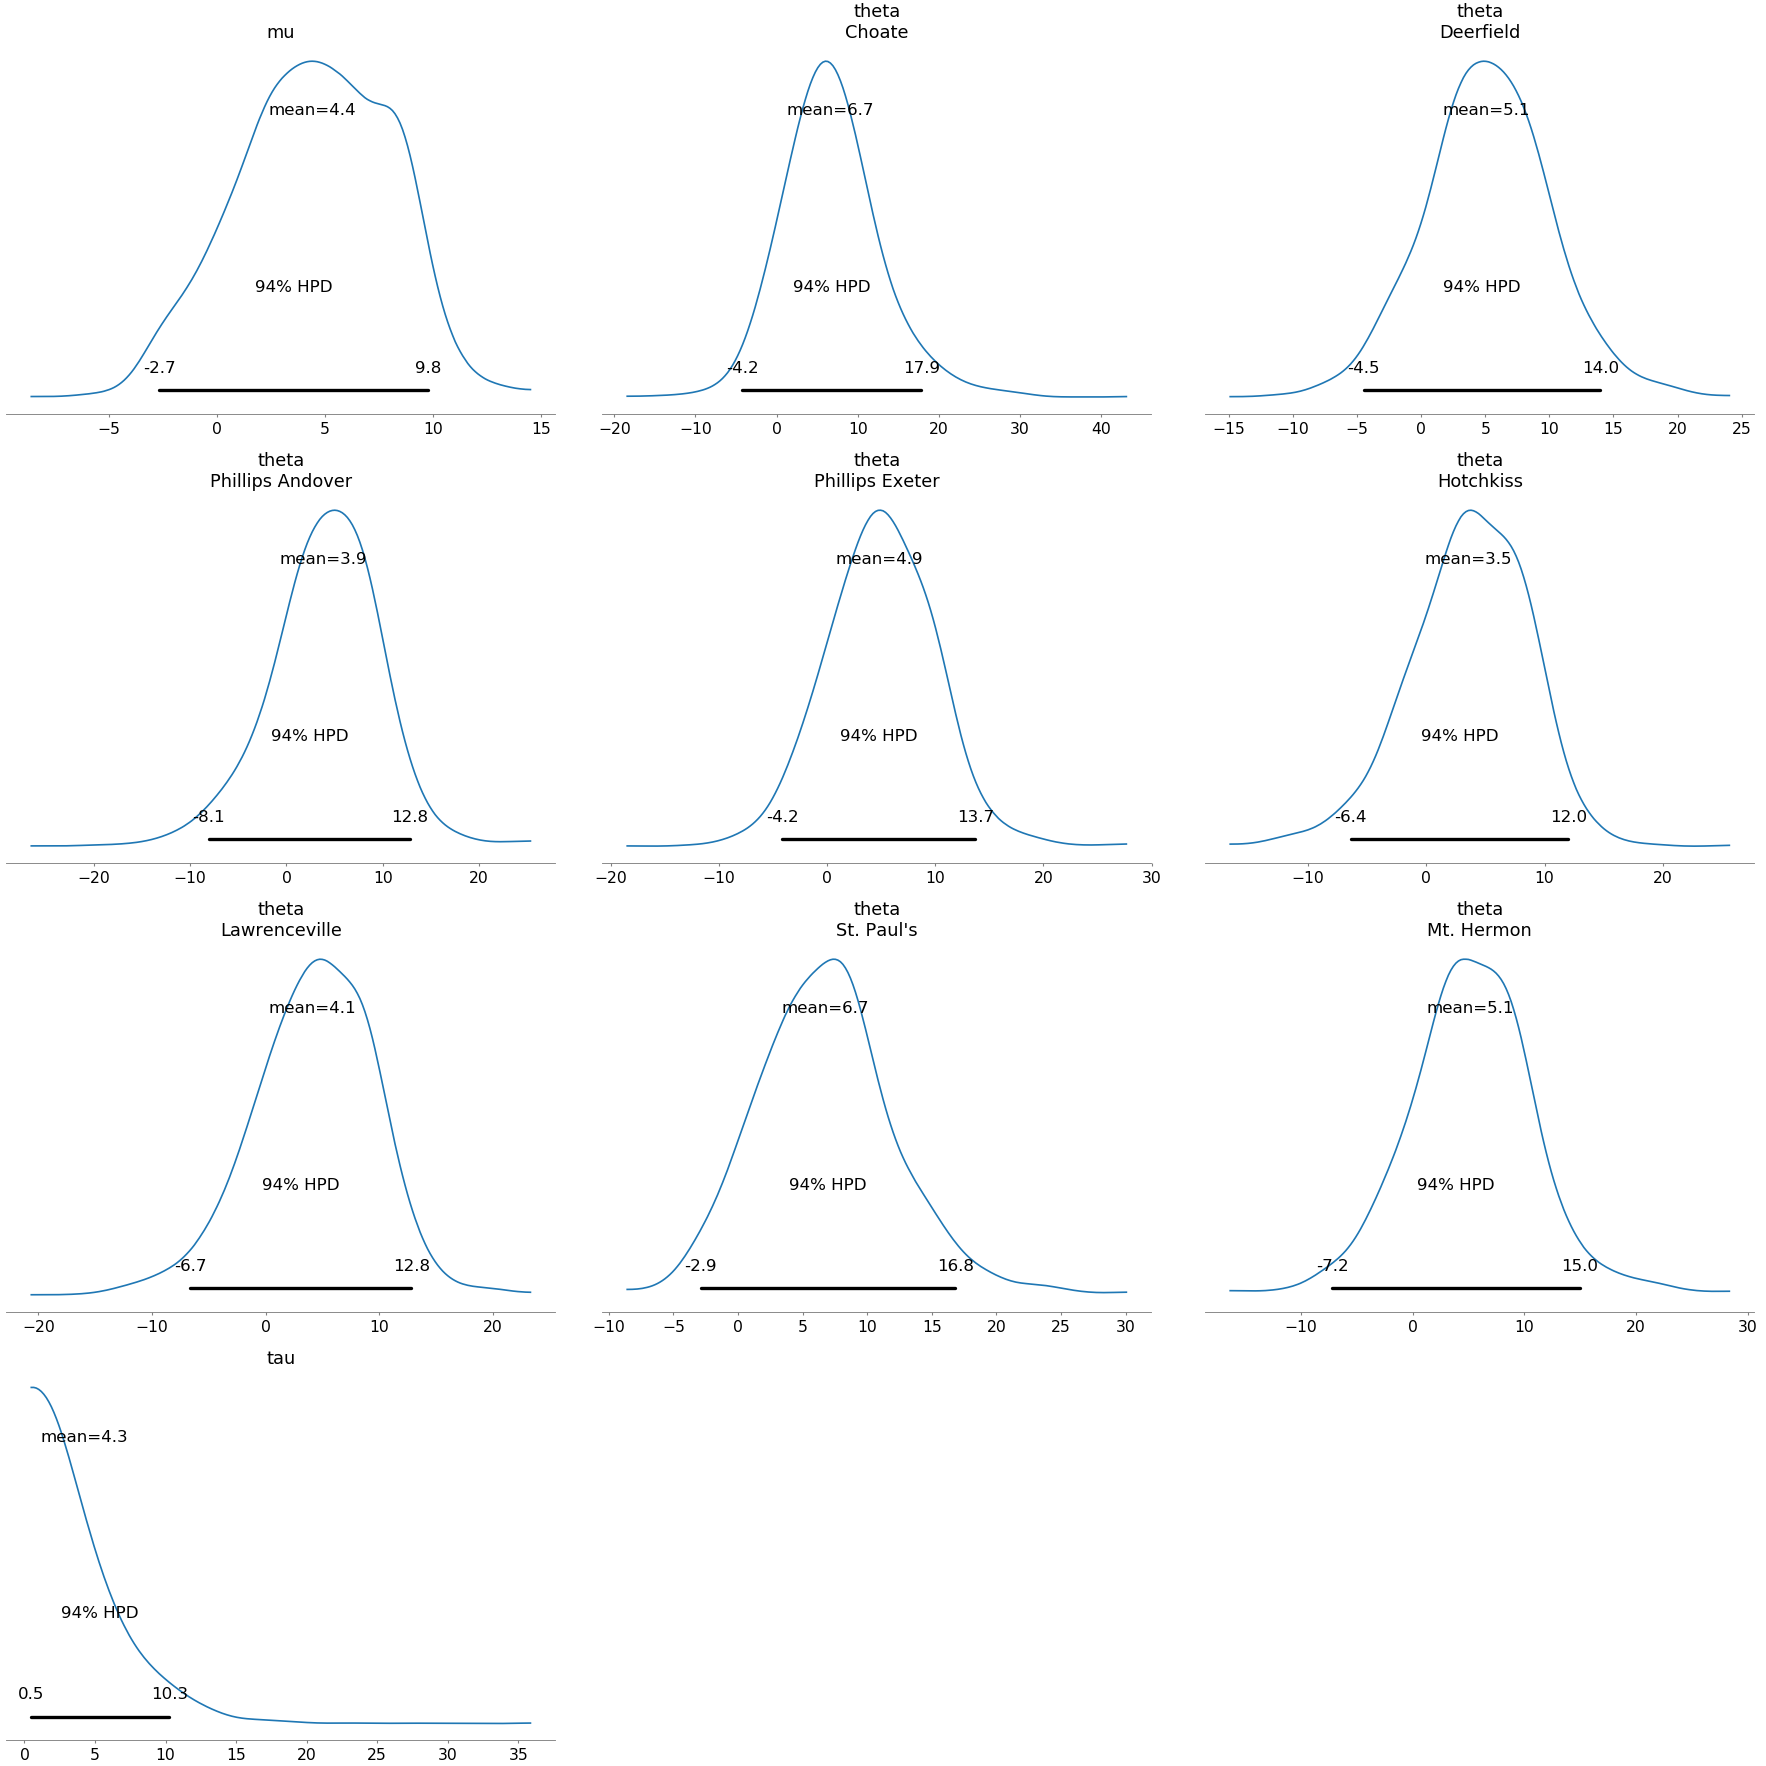 mu
mean=4.4
94% HPD
-2.7 9.8
−5 0 5 10 15
theta
Choate
mean=6.7
94% HPD
-4.2 17.9
−20 −10 0 10 20 30 40
theta
Deerfield
mean=5.1
94% HPD
-4.5 14.0
−15 −10 −5 0 5 10 15 20 25
theta
Phillips Andover
mean=3.9
94% HPD
-8.1 12.8
−20 −10 0 10 20
theta
Phillips Exeter
mean=4.9
94% HPD
-4.2 13.7
−20 −10 0 10 20 30
theta
Hotchkiss
mean=3.5
94% HPD
-6.4 12.0
−10 0 10 20
theta
Lawrenceville
mean=4.1
94% HPD
-6.7 12.8
−20 −10 0 10 20
theta
St. Paul's
mean=6.7
94% HPD
-2.9 16.8
−10 −5 0 5 10 15 20 25 30
theta
Mt. Hermon
mean=5.1
94% HPD
-7.2 15.0
−10 0 10 20 30
tau
mean=4.3
94% HPD
0.5 10.3
0 5 10 15 20 25 30 35